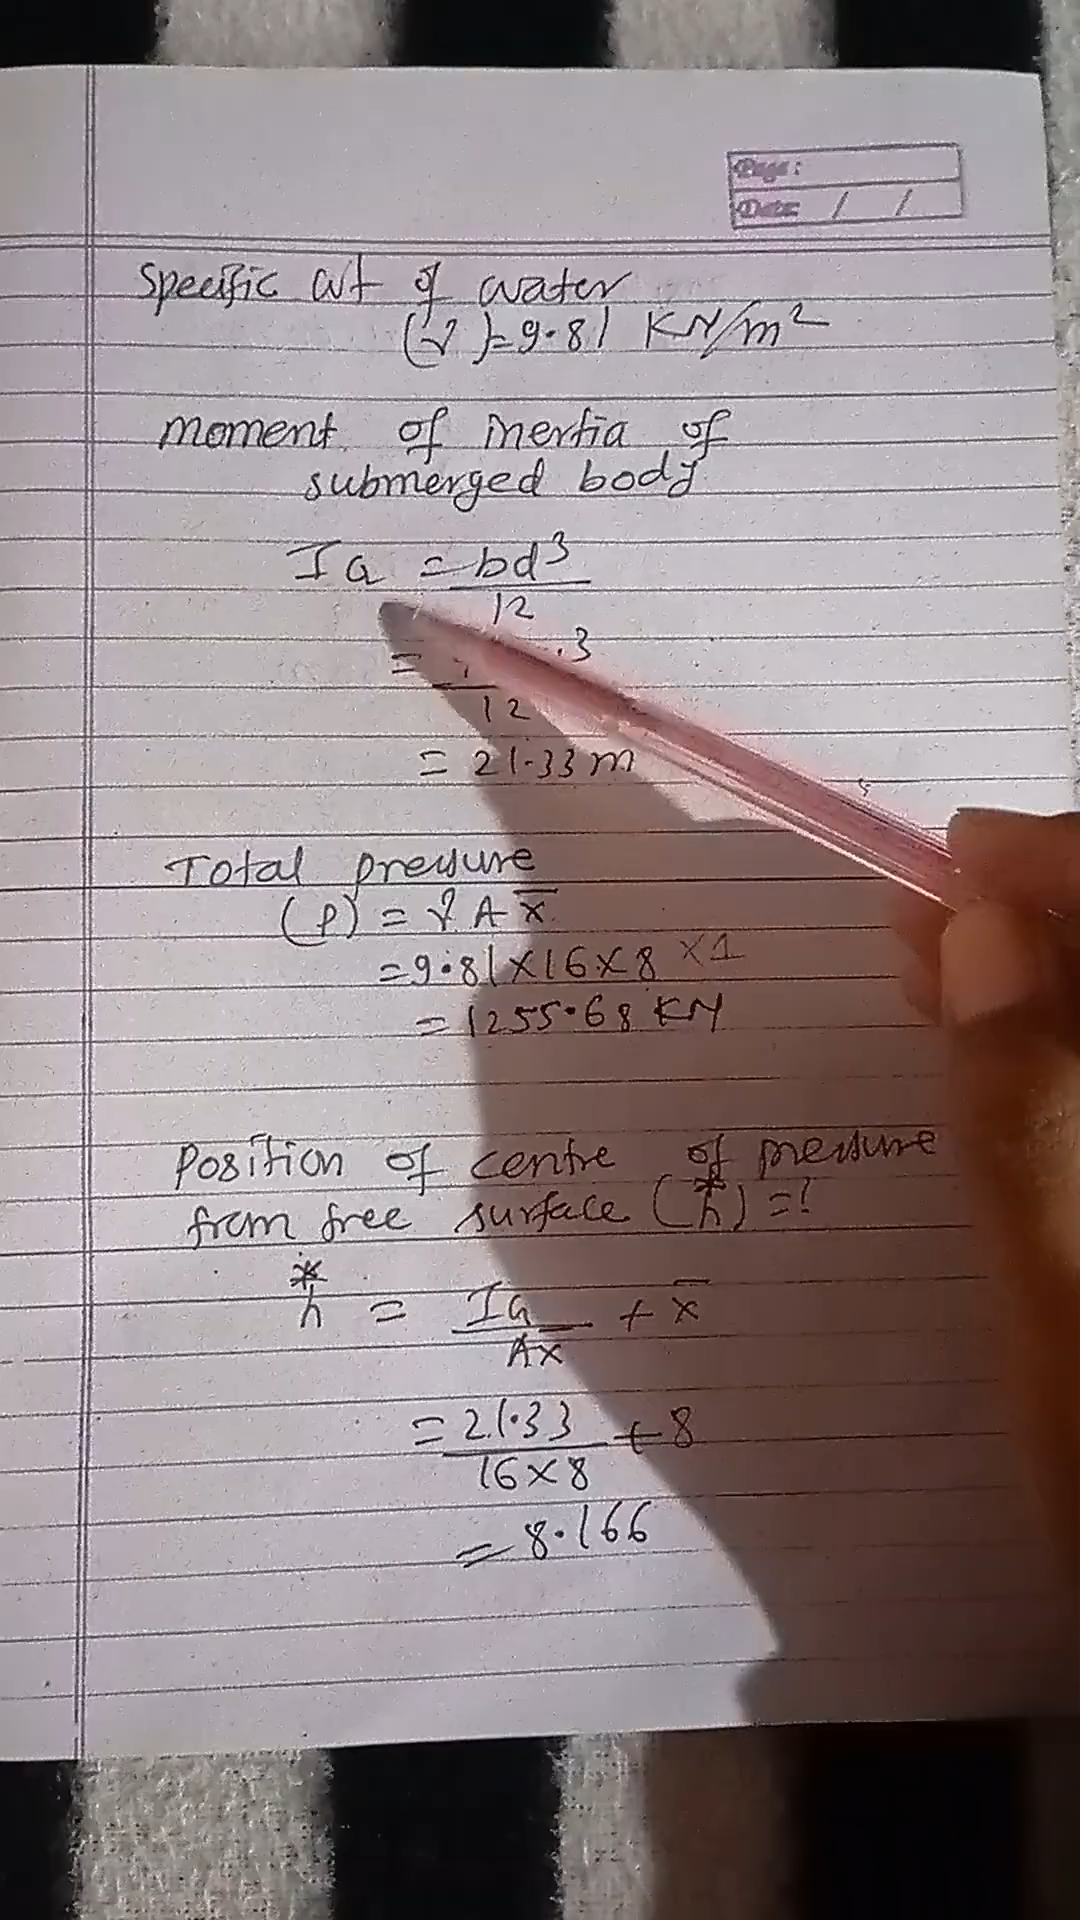 Page:
Date: / /
Specific wt of water
(γ) = 9.81 KN/m²
moment of inertia of
submerged body
IG = bd³
12
= 3
12
= 21.33 m
Total pressure
(P) = γ A x̅
= 9.81 × 16 × 8 × 1
= 1255.68 KN
Position of centre of pressure
from free surface (h*) = !
h* = IG + x̅
Ax
= 21.33 + 8
16 × 8
= 8.166